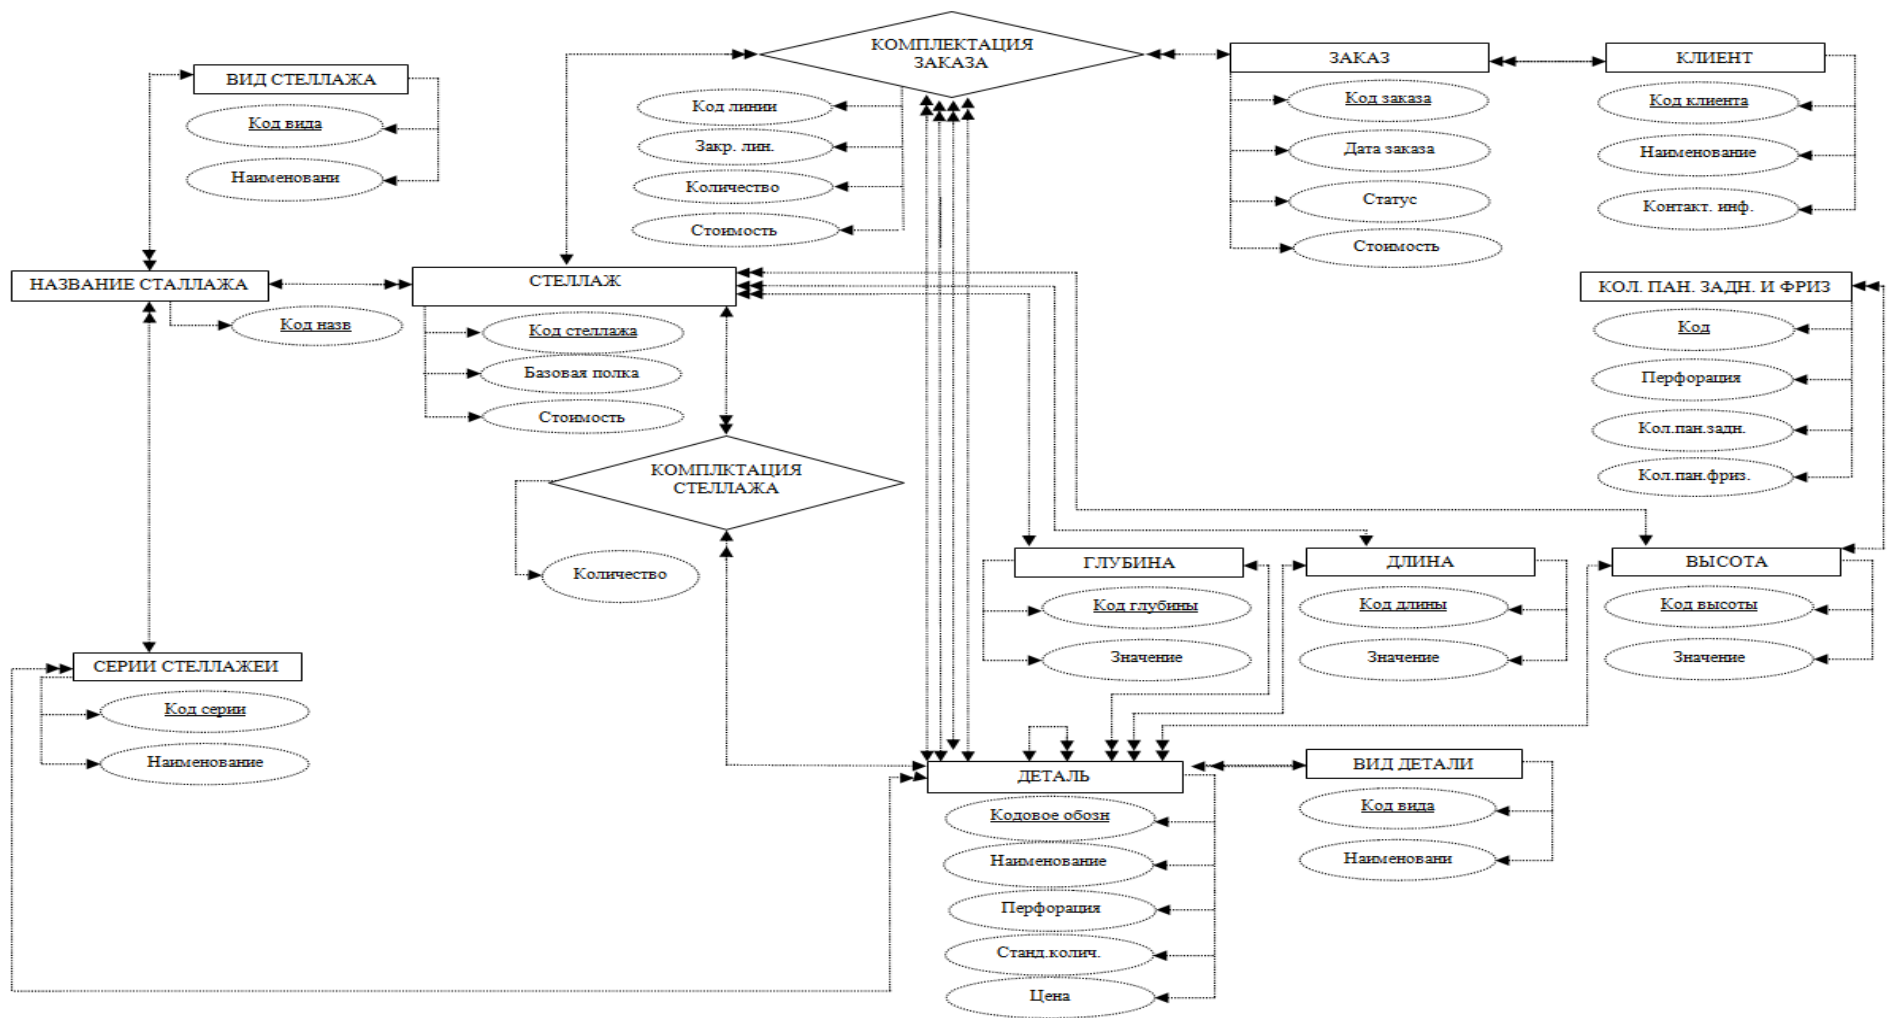 КОМПЛЕКТАЦИЯ
ЗАКАЗА
ЗАКАЗ
КЛИЕНТ
ВИД СТЕЛЛАЖА
Код вида
Наименовани
Код линии
Закр. лин.
Количество
Стоимость
Код заказа
Дата заказа
Статус
Стоимость
Код клиента
Наименование
Контакт. инф.
НАЗВАНИЕ СТАЛЛАЖА
Код назв
СТЕЛЛАЖ
Код стеллажа
Базовая полка
Стоимость
КОЛ. ПАН. ЗАДН. И ФРИЗ
Код
Перфорация
Кол.пан.задн.
Кол.пан.фриз.
КОМПЛКТАЦИЯ
СТЕЛЛАЖА
Количество
ГЛУБИНА
Код глубины
Значение
ДЛИНА
Код длины
Значение
ВЫСОТА
Код высоты
Значение
СЕРИИ СТЕЛЛАЖЕИ
Код серии
Наименование
ДЕТАЛЬ
Кодовое обозн
Наименование
Перфорация
Станд.колич.
Цена
ВИД ДЕТАЛИ
Код вида
Наименовани